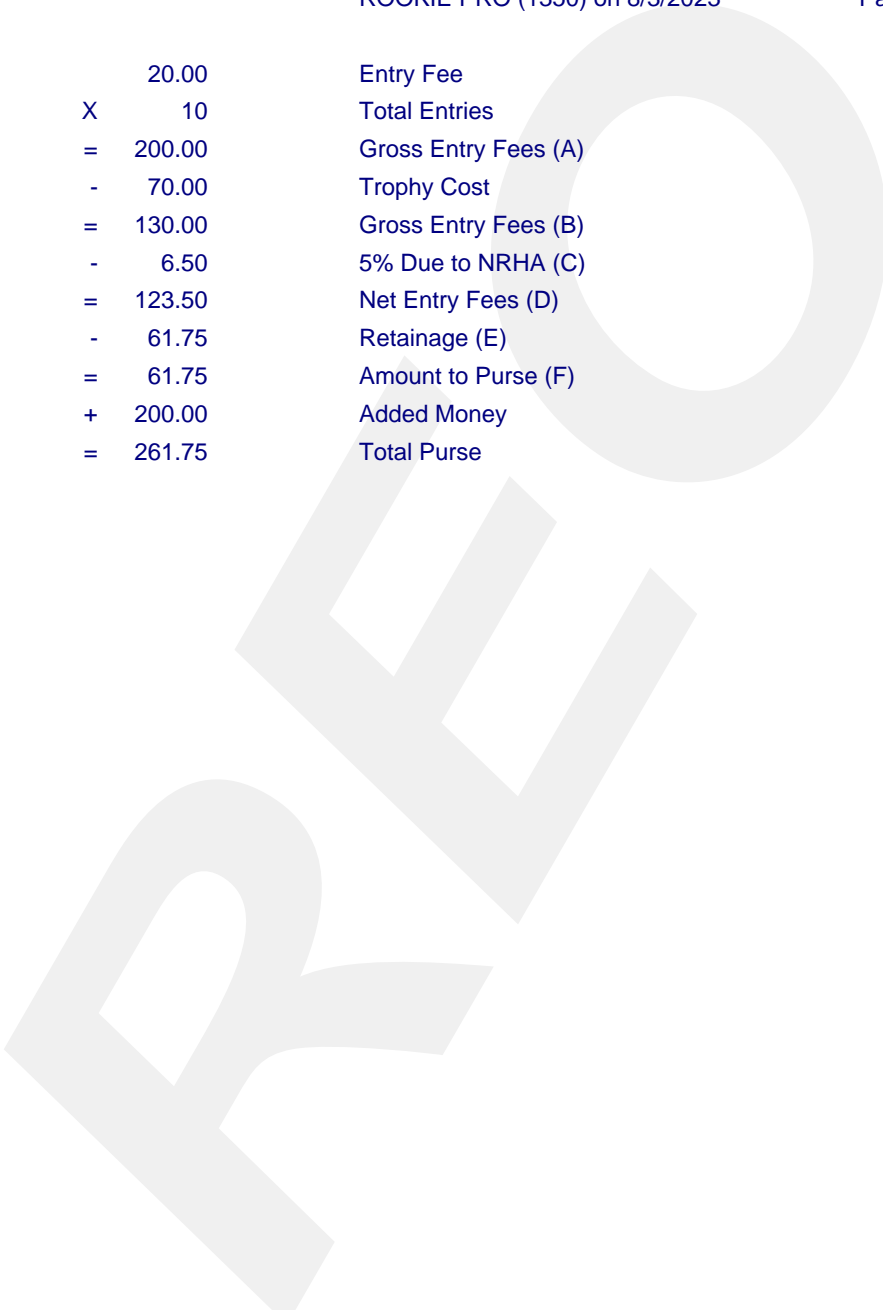 20.00 Entry Fee
X 10 Total Entries
= 200.00 Gross Entry Fees (A)
- 70.00 Trophy Cost
= 130.00 Gross Entry Fees (B)
- 6.50 5% Due to NRHA (C)
= 123.50 Net Entry Fees (D)
- 61.75 Retainage (E)
= 61.75 Amount to Purse (F)
+ 200.00 Added Money
= 261.75 Total Purse
REO